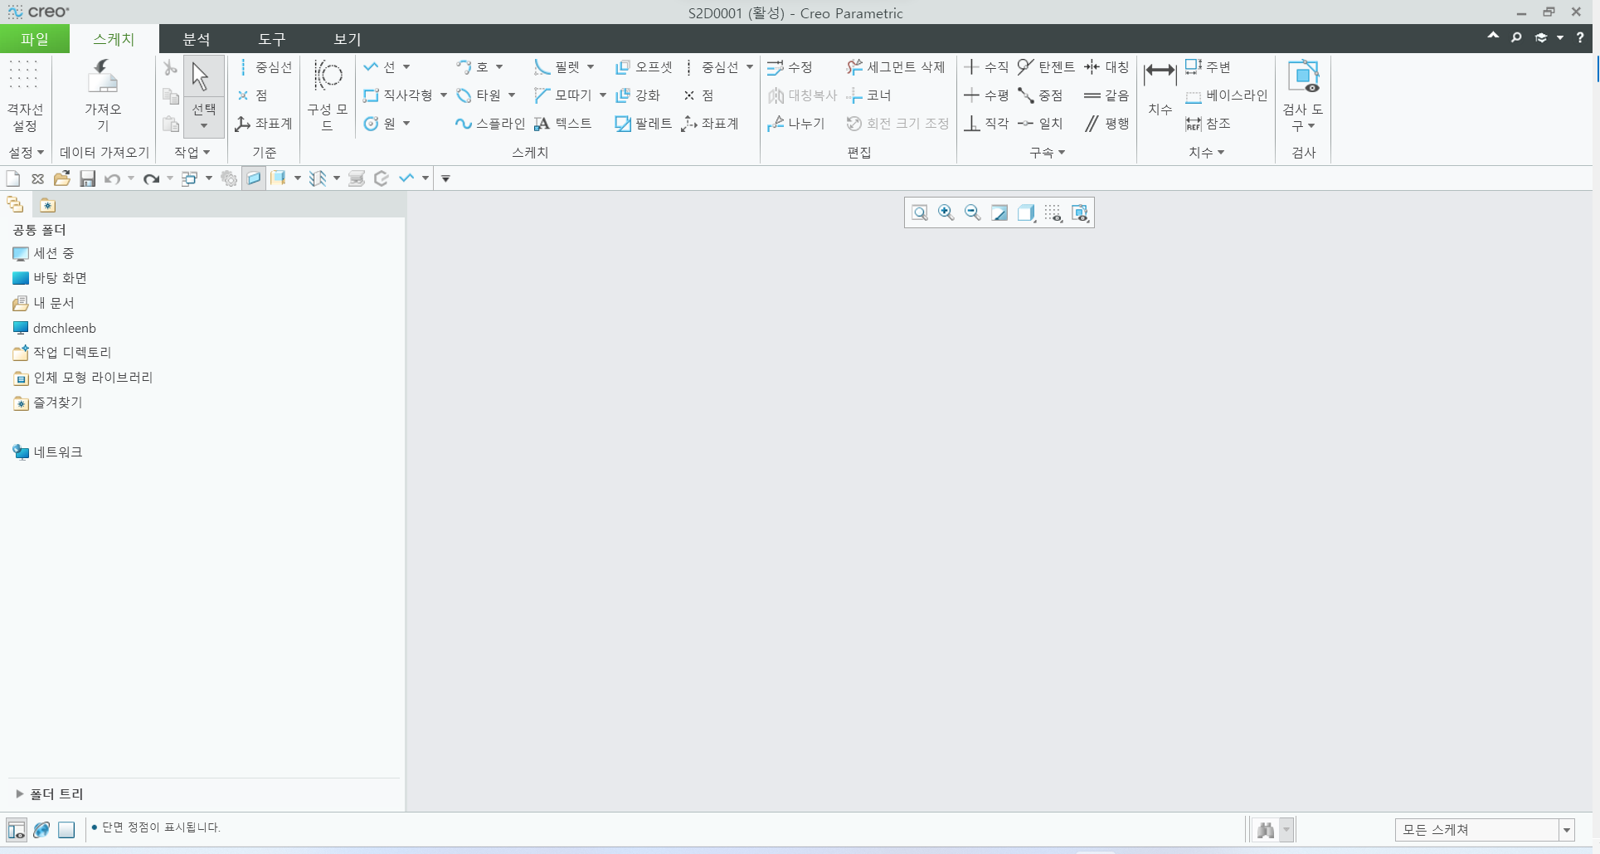 creo
S2D0001 (활성) - Creo Parametric
파일 스케치 분석 도구 보기
격자선 설정
설정
가져오기
데이터 가져오기
선택
작업
중심선
점
좌표계
기준
구성 모드
선 호 필렛 오프셋 중심선
직사각형 타원 모따기 강화 점
원 스플라인 텍스트 팔레트 좌표계
스케치
수정 세그먼트 삭제
대칭복사 코너
나누기 회전 크기 조정
편집
수직 탄젠트 대칭
수평 중점 같음
직각 일치 평행
구속
치수
주변
베이스라인
REF 참조
치수
검사 도구
검사
공통 폴더
세션 중
바탕 화면
내 문서
dmchleenb
작업 디렉토리
인체 모형 라이브러리
즐겨찾기
네트워크
폴더 트리
단면 정점이 표시됩니다.
모든 스케쳐